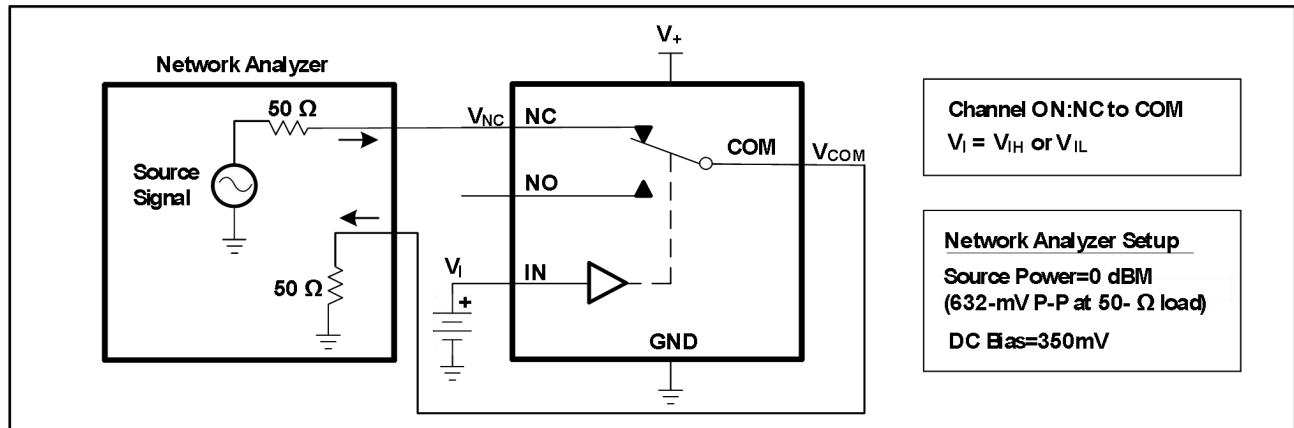 V+
Network Analyzer
50 Ω
VNC
NC
COM
VCOM
Source
Signal
NO
50 Ω
VI
IN
+
GND
Channel ON:NC to COM
VI = VIH or VIL
Network Analyzer Setup
Source Power=0 dBM
(632-mV P-P at 50- Ω load)
DC Bias=350mV